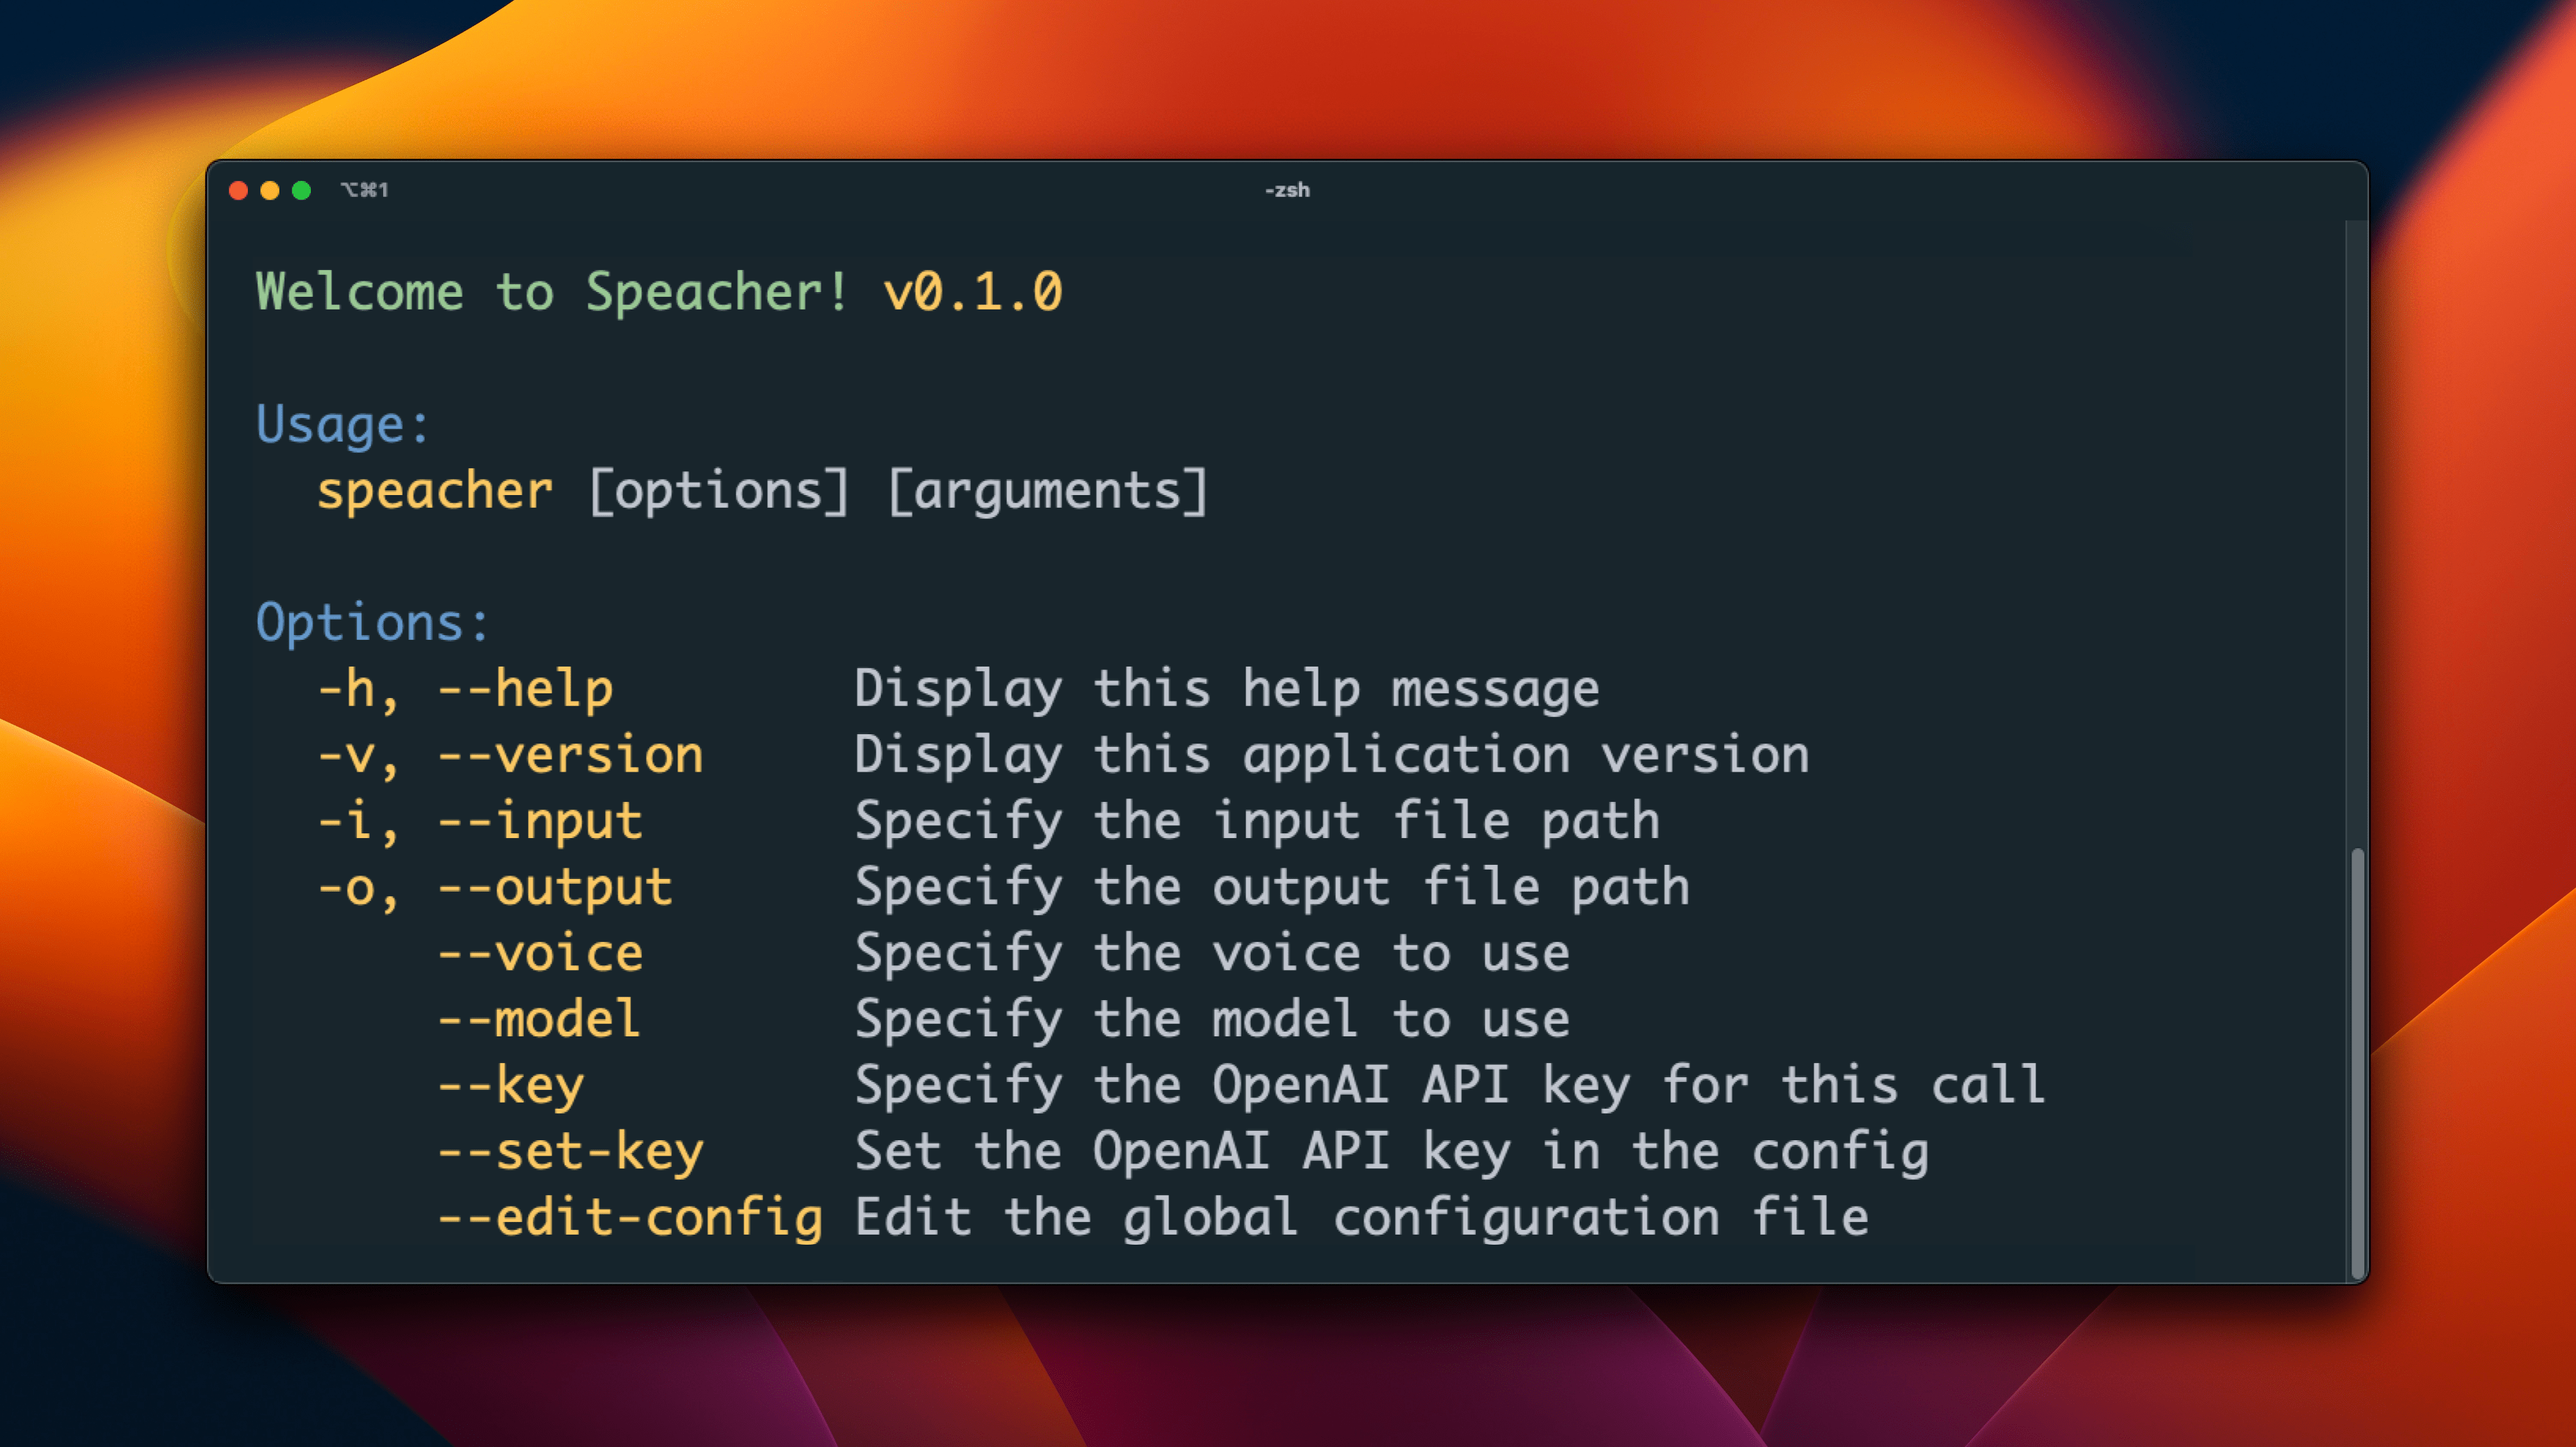 ⌥⌘1
-zsh
Welcome to Speacher! v0.1.0
Usage:
speacher [options] [arguments]
Options:
-h, --help Display this help message
-v, --version Display this application version
-i, --input Specify the input file path
-o, --output Specify the output file path
--voice Specify the voice to use
--model Specify the model to use
--key Specify the OpenAI API key for this call
--set-key Set the OpenAI API key in the config
--edit-config Edit the global configuration file